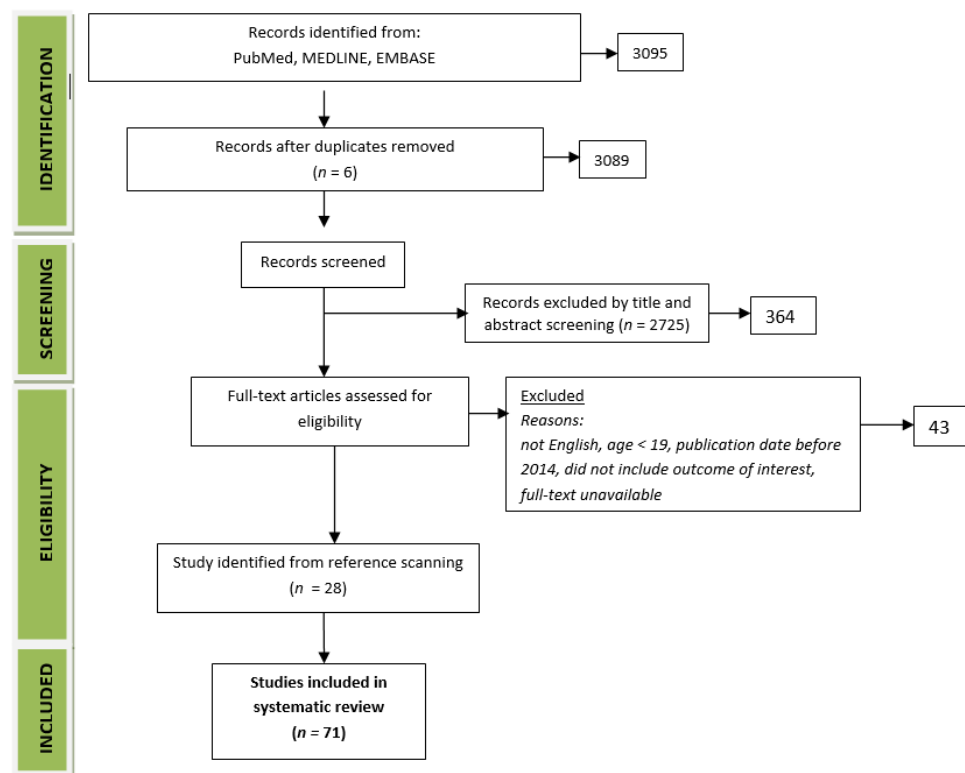 IDENTIFICATION
Records identified from:
PubMed, MEDLINE, EMBASE
3095
Records after duplicates removed
(n = 6)
3089
SCREENING
Records screened
Records excluded by title and
abstract screening (n = 2725)
364
ELIGIBILITY
Full-text articles assessed for
eligibility
Excluded
Reasons:
not English, age < 19, publication date before
2014, did not include outcome of interest,
full-text unavailable
43
Study identified from reference scanning
(n = 28)
INCLUDED
Studies included in
systematic review
(n = 71)